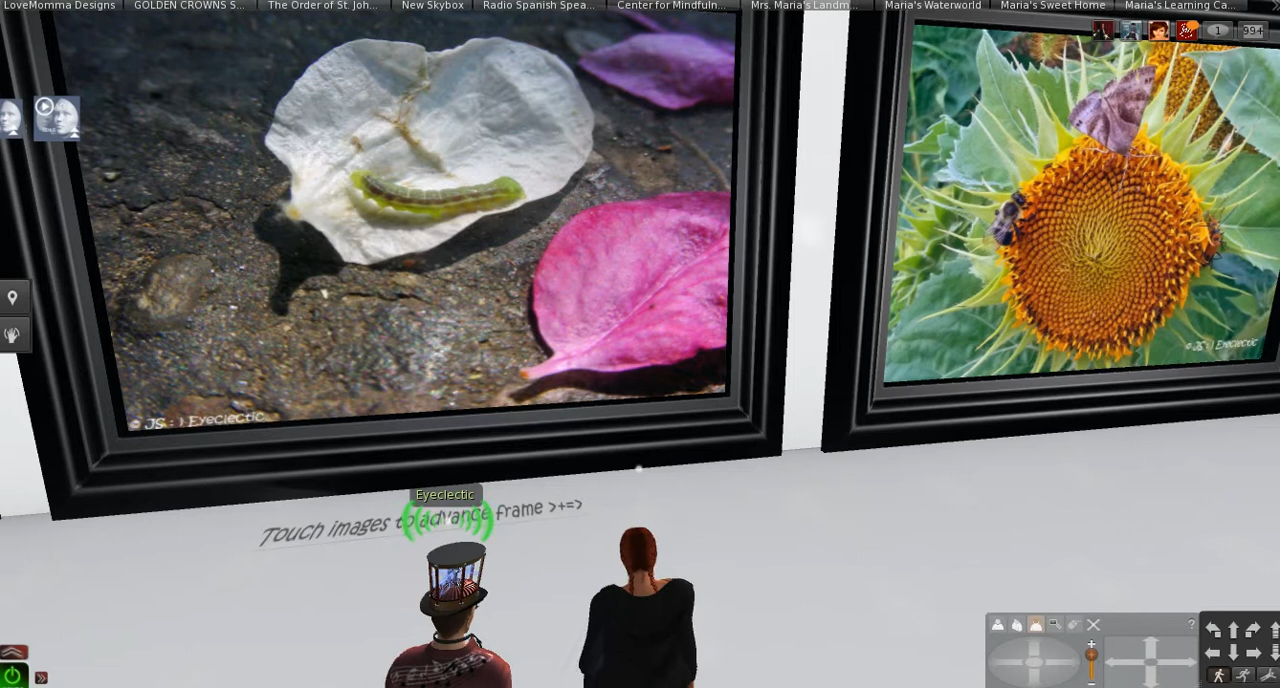 LoveMomma Designs
GOLDEN CROWNS S...
The Order of St. Joh...
New Skybox
Radio Spanish Spea...
Center for Mindfuln...
Mrs. Maria's Landm...
Maria's Waterworld
Maria's Sweet Home
Maria's Learning Ca...
1
99+
© JS : ) Eyeclectic
© JS : ) Eyeclectic
Eyeclectic
Touch images to advance frame >+=>
?